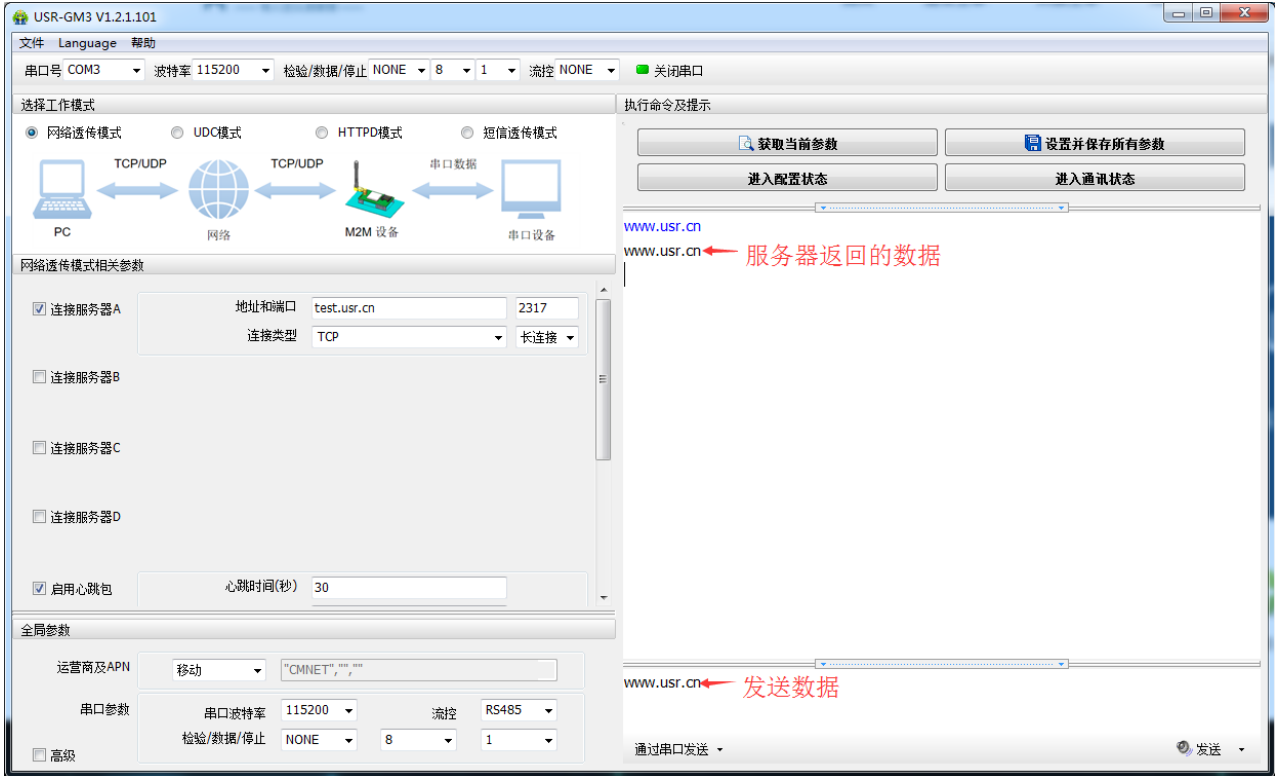 USR-GM3 V1.2.1.101
文件 Language 帮助
串口号 COM3 波特率 115200 检验/数据/停止 NONE 8 1 流控 NONE 关闭串口
选择工作模式
网络透传模式 UDC模式 HTTPD模式 短信透传模式
TCP/UDP TCP/UDP 串口数据
PC 网络 M2M 设备 串口设备
网络透传模式相关参数
连接服务器A 地址和端口 test.usr.cn 2317
连接类型 TCP 长连接
连接服务器B
连接服务器C
连接服务器D
启用心跳包 心跳时间(秒) 30
全局参数
运营商及APN 移动 "CMNET","",""
串口参数 串口波特率 115200 流控 RS485
检验/数据/停止 NONE 8 1
高级
执行命令及提示
获取当前参数 设置并保存所有参数
进入配置状态 进入通讯状态
www.usr.cn
www.usr.cn 服务器返回的数据
www.usr.cn 发送数据
通过串口发送 发送